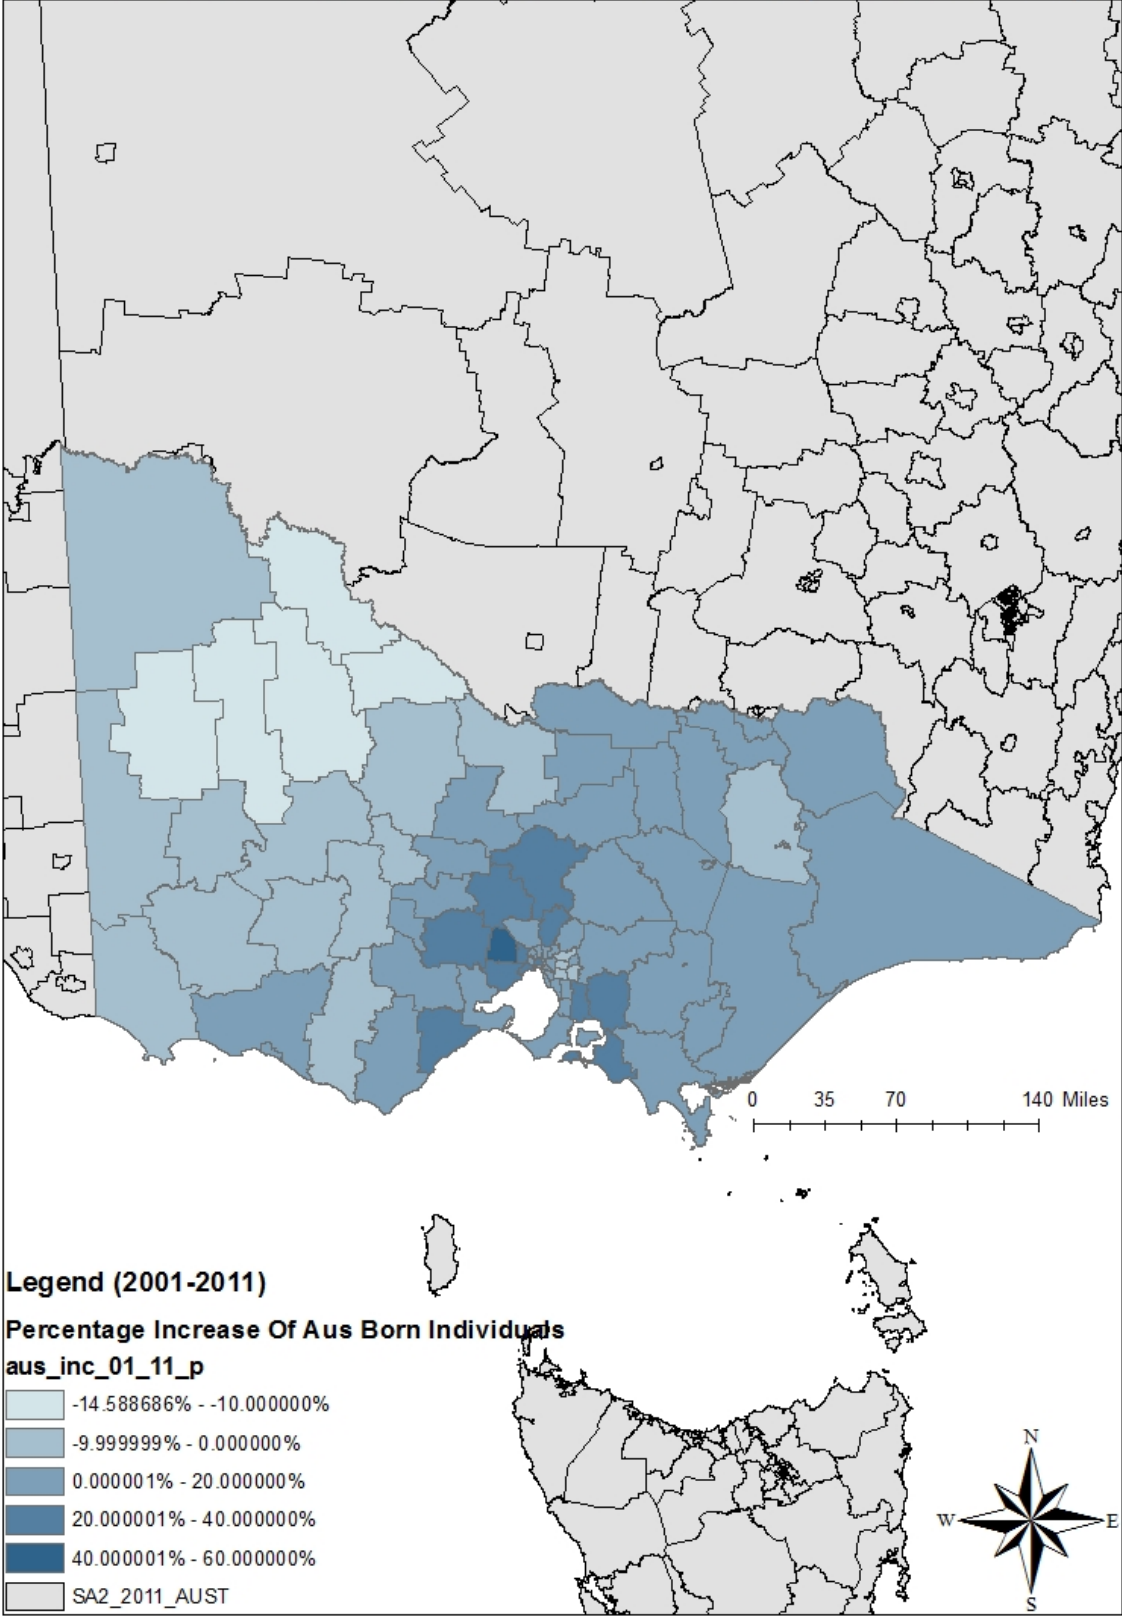 0 35 70 140 Miles
Legend (2001-2011)
Percentage Increase Of Aus Born Individuals
aus_inc_01_11_p
-14.588686% - -10.000000%
-9.999999% - 0.000000%
0.000001% - 20.000000%
20.000001% - 40.000000%
40.000001% - 60.000000%
SA2_2011_AUST
N
W E
S